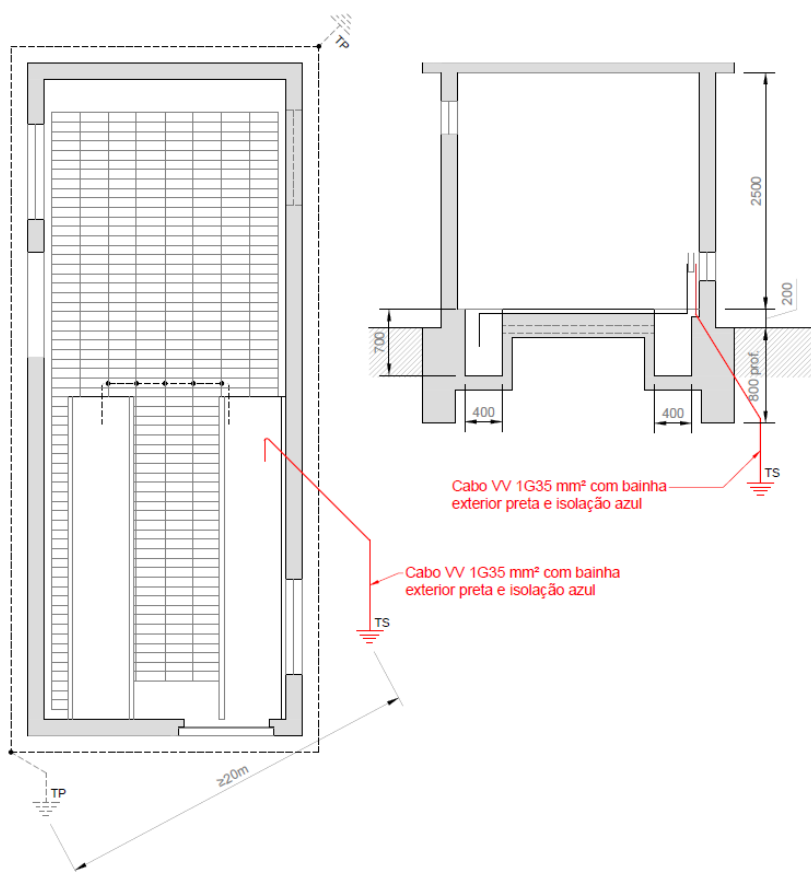 TP
2500
200
700
800 prof.
400
400
Cabo VV 1G35 mm² com bainha
exterior preta e isolação azul
TS
Cabo VV 1G35 mm² com bainha
exterior preta e isolação azul
TS
≥20m
TP